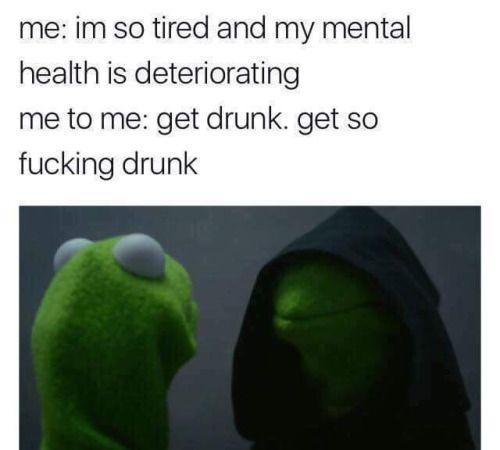 me: im so tired and my mental
health is deteriorating
me to me: get drunk. get so
fucking drunk